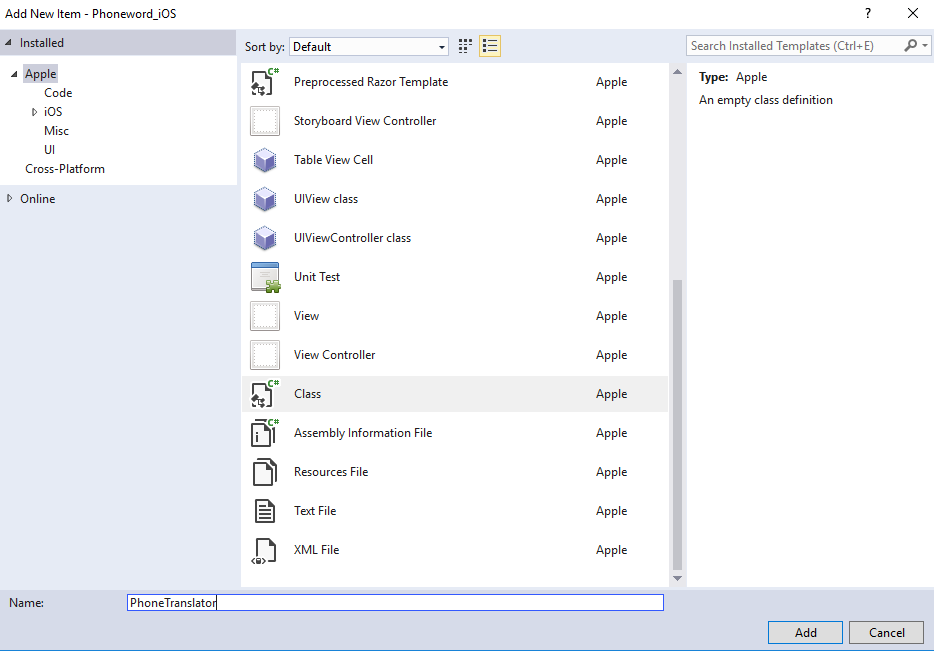 Add New Item - Phoneword_iOS
?
Installed
Apple
Code
iOS
Misc
UI
Cross-Platform
Online
Sort by: Default
Search Installed Templates (Ctrl+E)
C# Preprocessed Razor Template Apple
Storyboard View Controller Apple
Table View Cell Apple
UIView class Apple
UIViewController class Apple
Unit Test Apple
View Apple
View Controller Apple
C# Class Apple
C# Assembly Information File Apple
Resources File Apple
Text File Apple
XML File Apple
Type: Apple
An empty class definition
Name: PhoneTranslator
Add Cancel